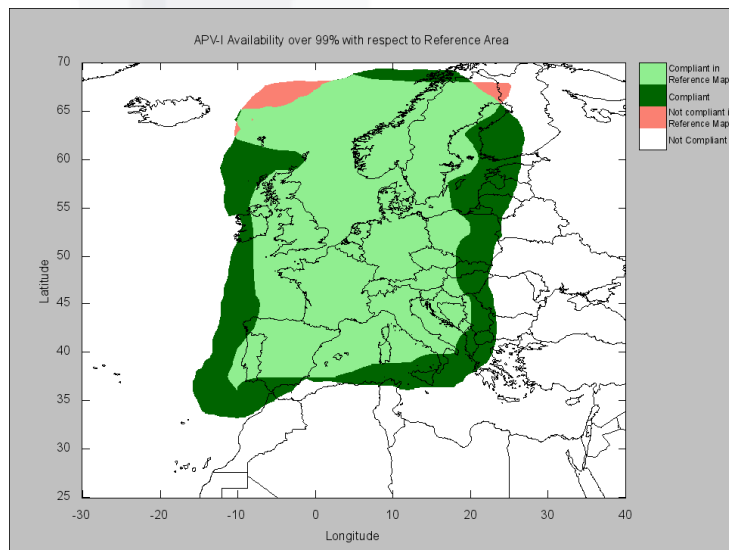 APV-I Availability over 99% with respect to Reference Area
70
65
60
55
50
45
40
35
30
25
Latitude
-30
-20
-10
0
10
20
30
40
Longitude
Compliant in
Reference Map
Compliant
Not compliant i
Reference Map
Not Compliant